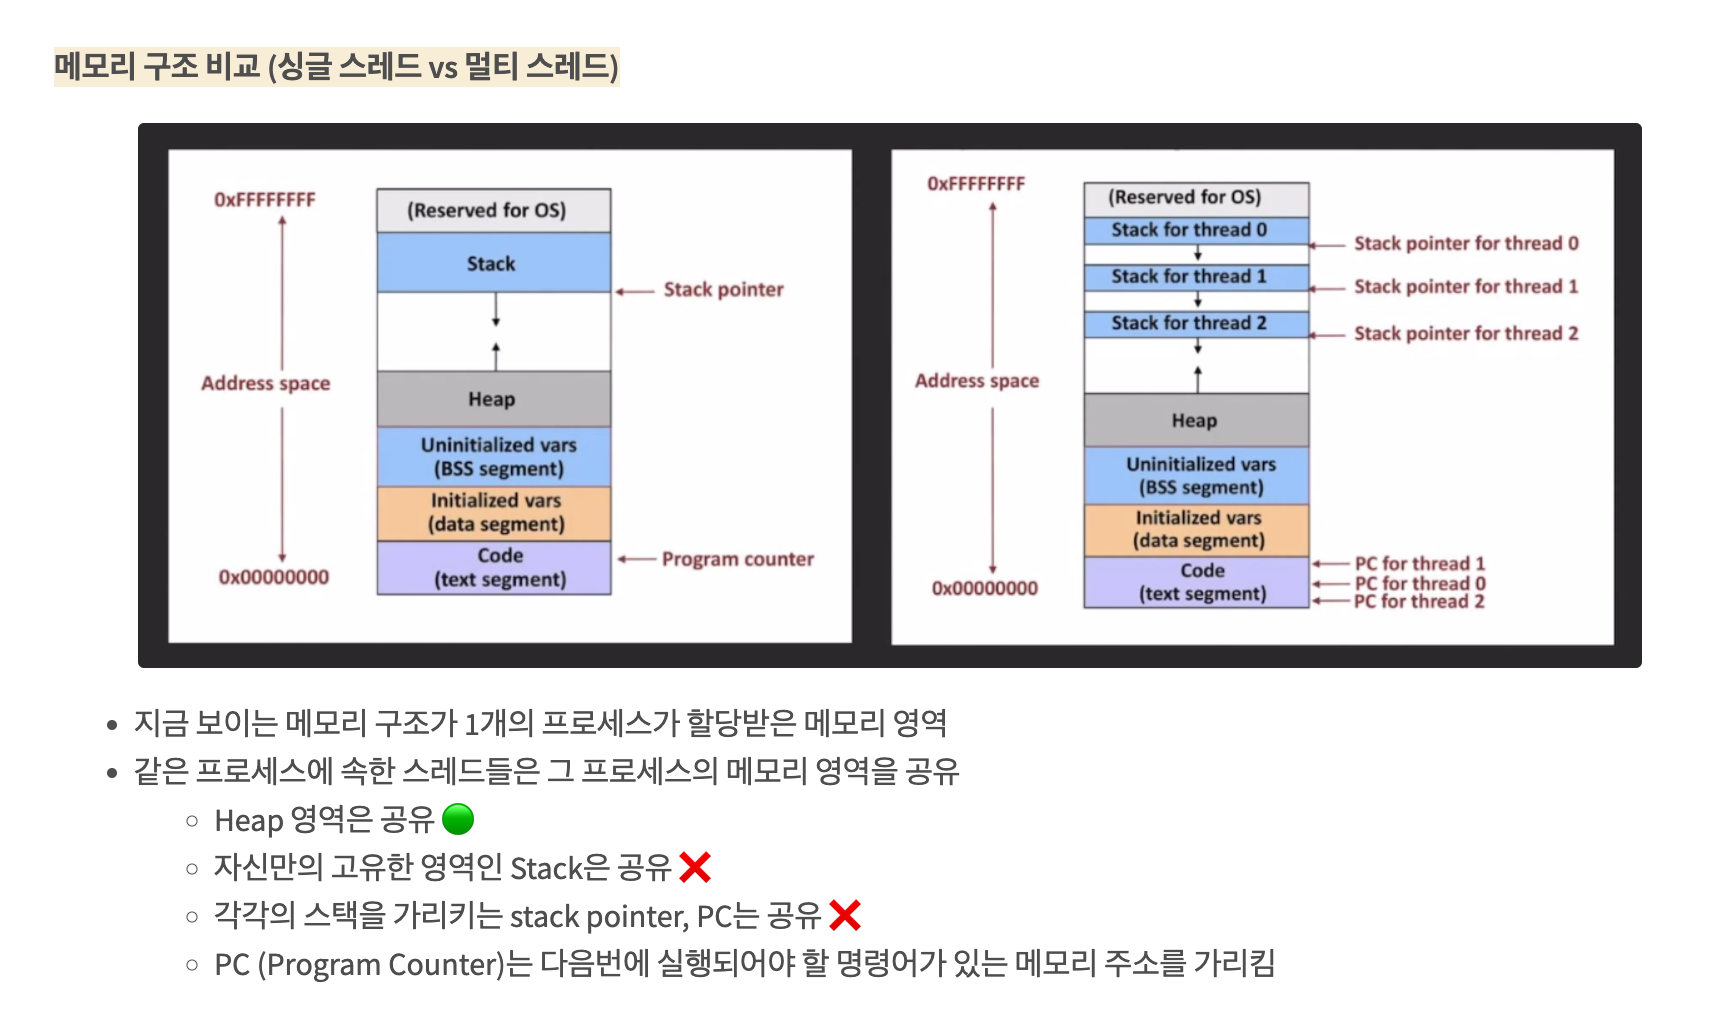 메모리 구조 비교 (싱글 스레드 vs 멀티 스레드)
0xFFFFFFFF
(Reserved for OS)
Stack
Stack pointer
Address space
Heap
Uninitialized vars
(BSS segment)
Initialized vars
(data segment)
Code
(text segment)
Program counter
0x00000000
0xFFFFFFFF
(Reserved for OS)
Stack for thread 0
Stack pointer for thread 0
Stack for thread 1
Stack pointer for thread 1
Stack for thread 2
Stack pointer for thread 2
Address space
Heap
Uninitialized vars
(BSS segment)
Initialized vars
(data segment)
Code
(text segment)
PC for thread 1
PC for thread 0
PC for thread 2
0x00000000
• 지금 보이는 메모리 구조가 1개의 프로세스가 할당받은 메모리 영역
• 같은 프로세스에 속한 스레드들은 그 프로세스의 메모리 영역을 공유
◦ Heap 영역은 공유 🟢
◦ 자신만의 고유한 영역인 Stack은 공유 ❌
◦ 각각의 스택을 가리키는 stack pointer, PC는 공유 ❌
◦ PC (Program Counter)는 다음번에 실행되어야 할 명령어가 있는 메모리 주소를 가리킴